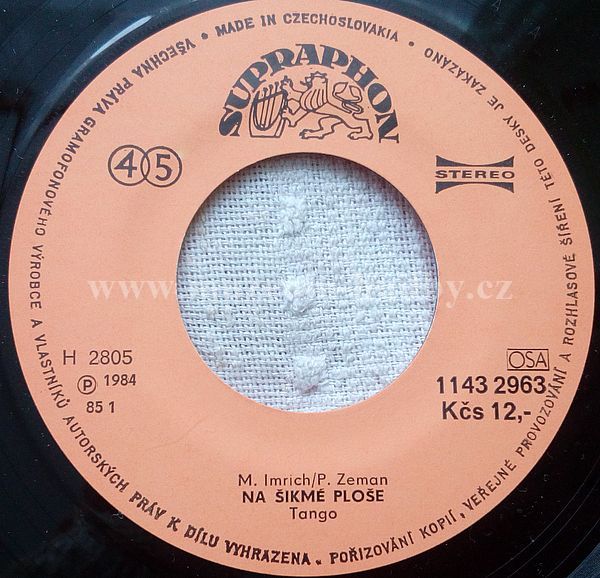 VŠECHNA PRÁVA GRAMOFONOVÉHO VÝROBCE A VLASTNÍKŮ AUTORSKÝCH PRÁV K DÍLU VYHRAZENA • POŘIZOVÁNÍ KOPIÍ, VEŘEJNÉ PROVOZOVÁNÍ A ROZHLASOVÉ ŠÍŘENÍ TÉTO DESKY JE ZAKÁZÁNO • MADE IN CZECHOSLOVAKIA •
SUPRAPHON
45
STEREO
H 2805
Ⓟ 1984
85 1
OSA
1143 2963
Kčs 12,-
M. Imrich/P. Zeman
NA ŠIKMÉ PLOŠE
Tango